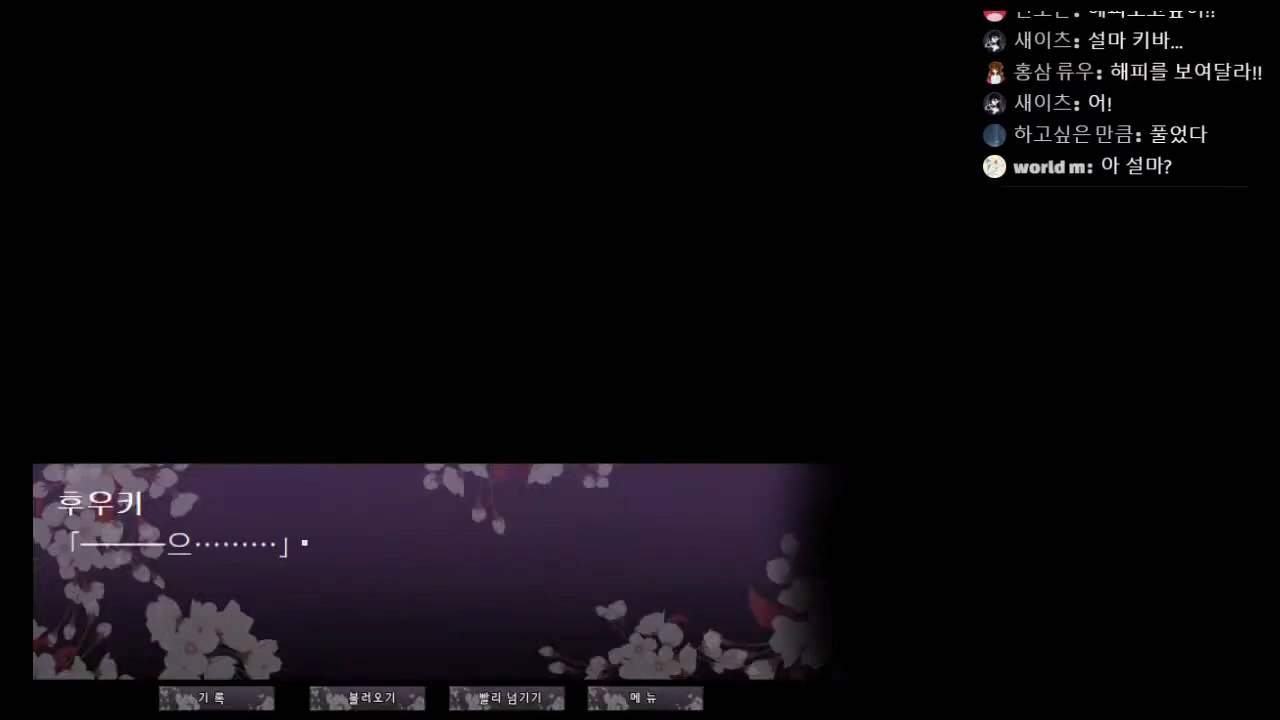 새이츠: 설마 키바...
홍삼 류우: 해피를 보여달라!!
새이츠: 어!
하고싶은 만큼: 풀었다
world m: 아 설마?
후우키
「―――으………」
기 록
불러오기
빨리 넘기기
메 뉴